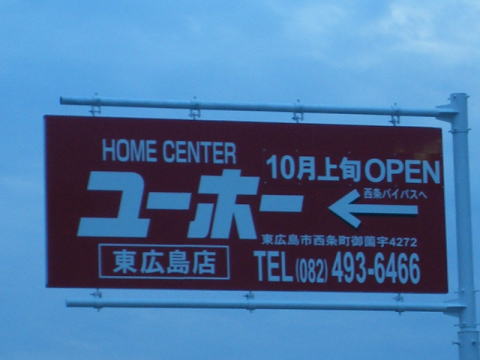 HOME CENTER
ユーホー
東広島店
10月上旬OPEN
西条バイパスへ
東広島市西条町御薗宇4272
TEL(082)493-6466